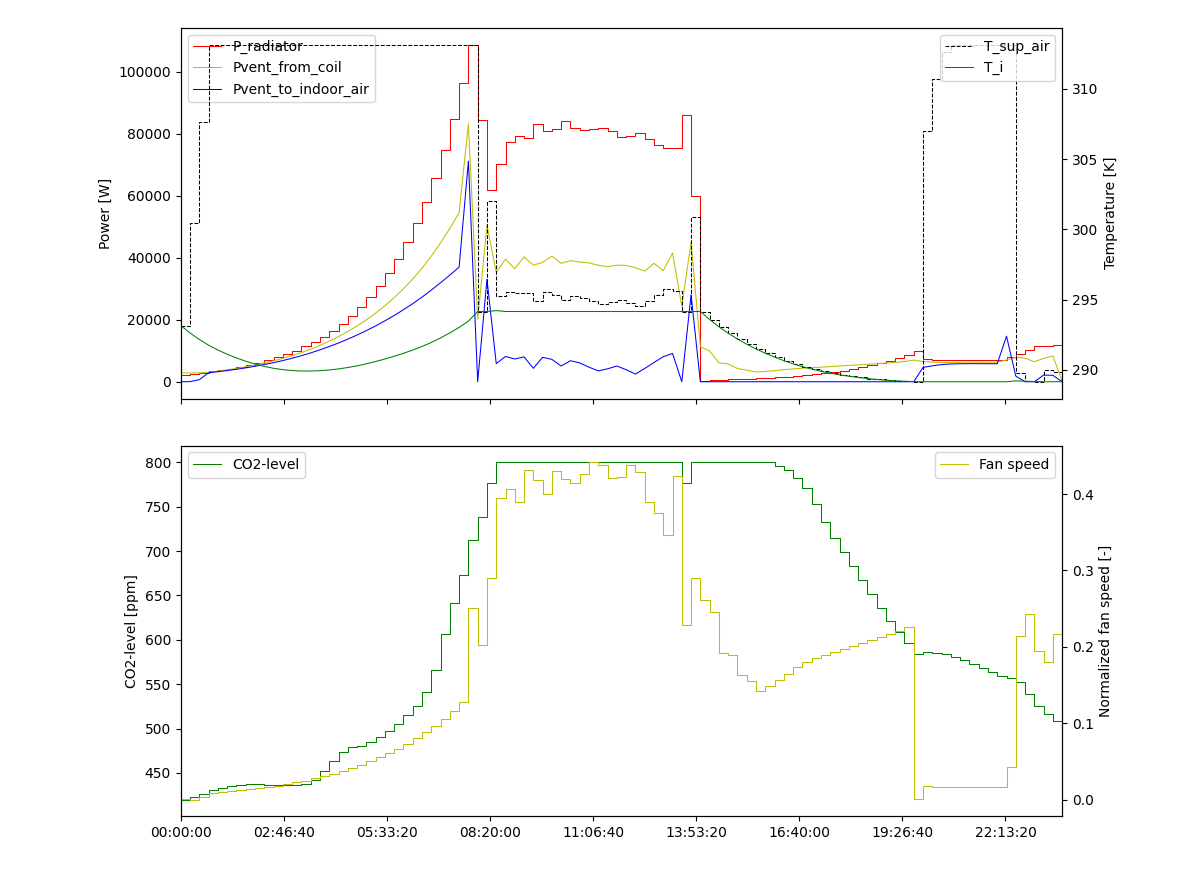 P_radiator
Pvent_from_coil
Pvent_to_indoor_air
T_sup_air
T_i
100000
80000
60000
40000
20000
0
Power [W]
310
305
300
295
290
Temperature [K]
CO2-level
Fan speed
800
750
700
650
600
550
500
450
CO2-level [ppm]
0.4
0.3
0.2
0.1
0.0
Normalized fan speed [-]
00:00:00 02:46:40 05:33:20 08:20:00 11:06:40 13:53:20 16:40:00 19:26:40 22:13:20